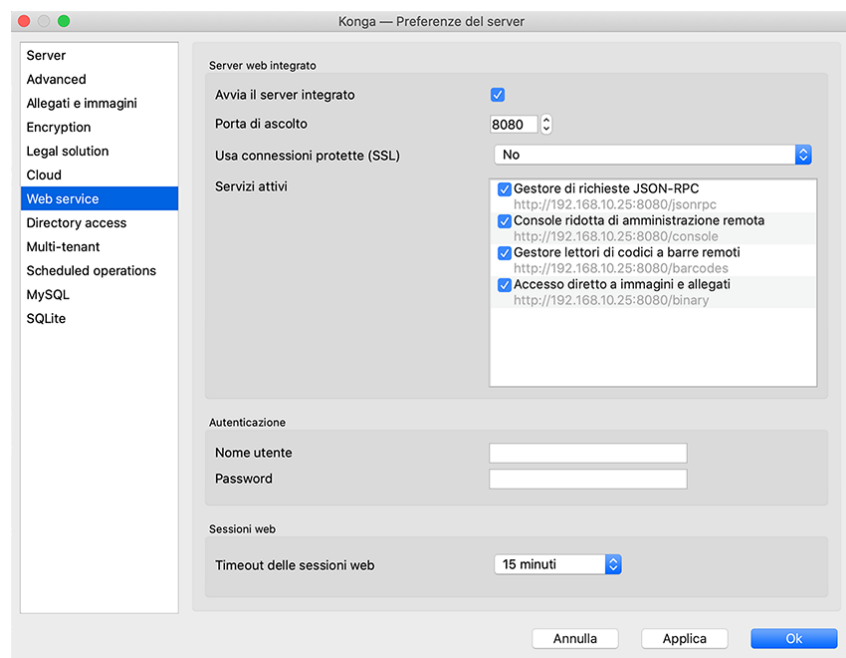 Konga — Preferenze del server
Server
Advanced
Allegati e immagini
Encryption
Legal solution
Cloud
Web service
Directory access
Multi-tenant
Scheduled operations
MySQL
SQLite
Server web integrato
Avvia il server integrato
Porta di ascolto
8080
Usa connessioni protette (SSL)
No
Servizi attivi
Gestore di richieste JSON-RPC
http://192.168.10.25:8080/jsonrpc
Console ridotta di amministrazione remota
http://192.168.10.25:8080/console
Gestore lettori di codici a barre remoti
http://192.168.10.25:8080/barcodes
Accesso diretto a immagini e allegati
http://192.168.10.25:8080/binary
Autenticazione
Nome utente
Password
Sessioni web
Timeout delle sessioni web
15 minuti
Annulla
Applica
Ok